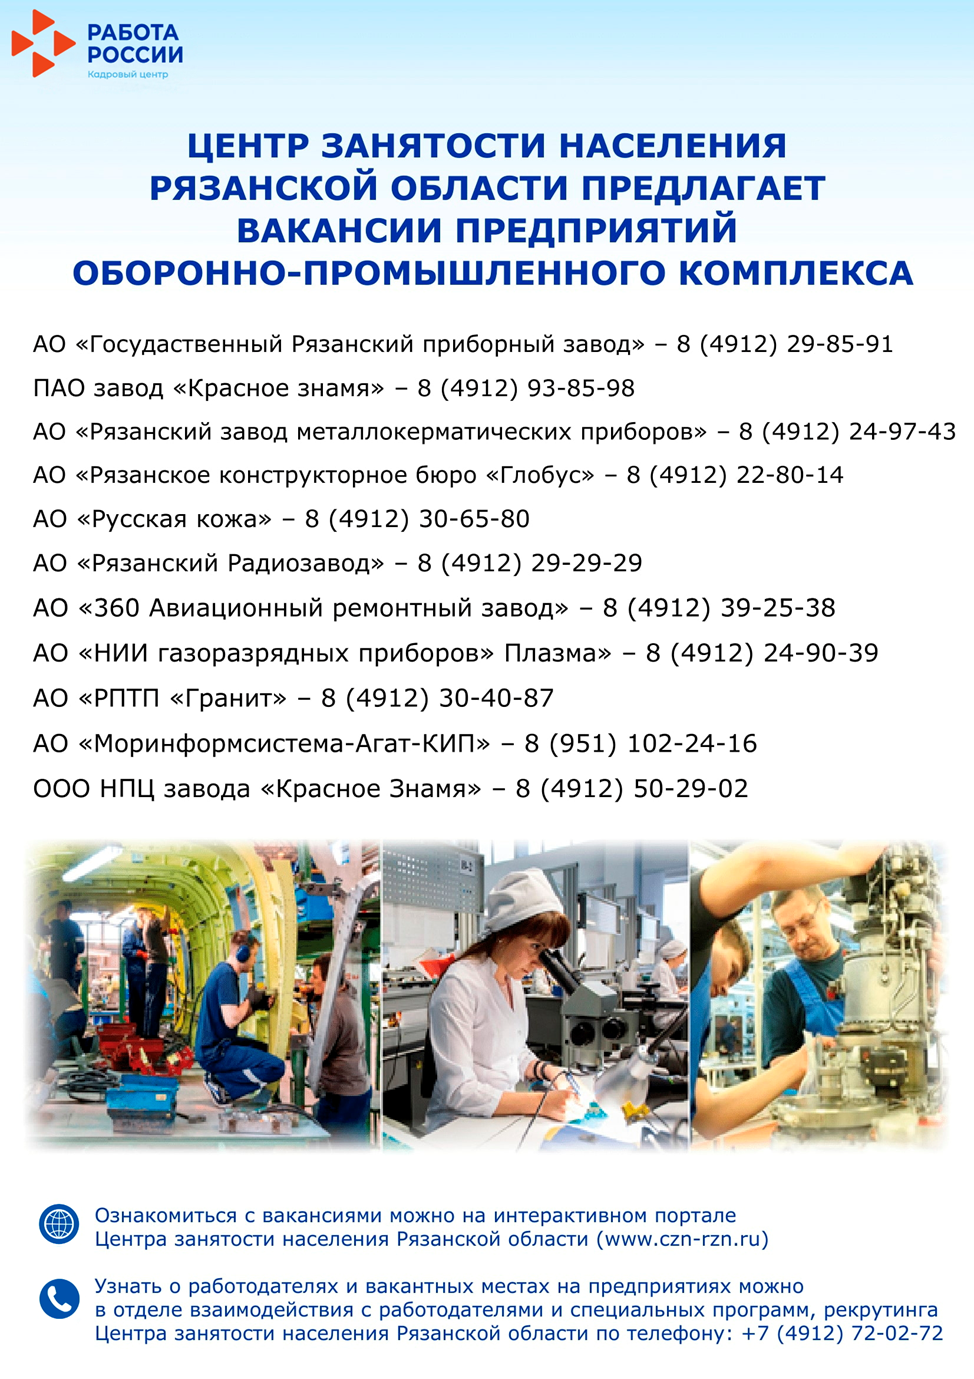 РАБОТА
РОССИИ
Кадровый центр
ЦЕНТР ЗАНЯТОСТИ НАСЕЛЕНИЯ
РЯЗАНСКОЙ ОБЛАСТИ ПРЕДЛАГАЕТ
ВАКАНСИИ ПРЕДПРИЯТИЙ
ОБОРОННО-ПРОМЫШЛЕННОГО КОМПЛЕКСА
АО «Госудаственный Рязанский приборный завод» – 8 (4912) 29-85-91
ПАО завод «Красное знамя» – 8 (4912) 93-85-98
АО «Рязанский завод металлокерматических приборов» – 8 (4912) 24-97-43
АО «Рязанское конструкторное бюро «Глобус» – 8 (4912) 22-80-14
АО «Русская кожа» – 8 (4912) 30-65-80
АО «Рязанский Радиозавод» – 8 (4912) 29-29-29
АО «360 Авиационный ремонтный завод» – 8 (4912) 39-25-38
АО «НИИ газоразрядных приборов» Плазма» – 8 (4912) 24-90-39
АО «РПТП «Гранит» – 8 (4912) 30-40-87
АО «Моринформсистема-Агат-КИП» – 8 (951) 102-24-16
ООО НПЦ завода «Красное Знамя» – 8 (4912) 50-29-02
Ознакомиться с вакансиями можно на интерактивном портале
Центра занятости населения Рязанской области (www.czn-rzn.ru)
Узнать о работодателях и вакантных местах на предприятиях можно
в отделе взаимодействия с работодателями и специальных программ, рекрутинга
Центра занятости населения Рязанской области по телефону: +7 (4912) 72-02-72